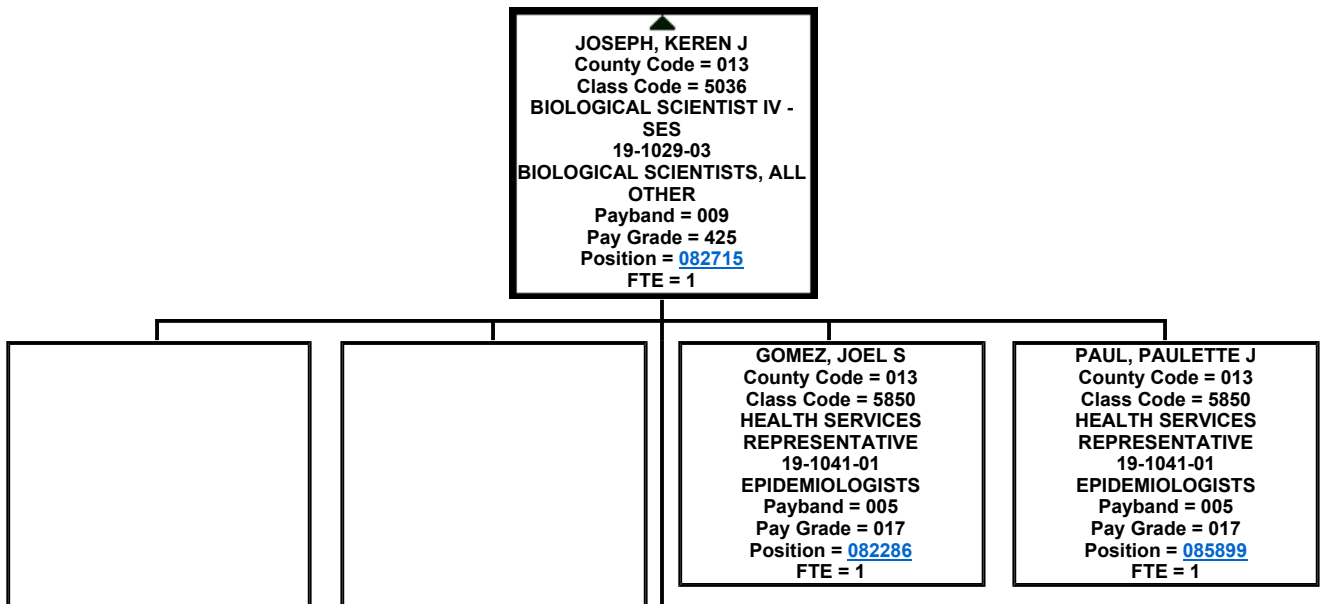 JOSEPH, KEREN J
County Code = 013
Class Code = 5036
BIOLOGICAL SCIENTIST IV -
SES
19-1029-03
BIOLOGICAL SCIENTISTS, ALL
OTHER
Payband = 009
Pay Grade = 425
Position = 082715
FTE = 1
GOMEZ, JOEL S
County Code = 013
Class Code = 5850
HEALTH SERVICES
REPRESENTATIVE
19-1041-01
EPIDEMIOLOGISTS
Payband = 005
Pay Grade = 017
Position = 082286
FTE = 1
PAUL, PAULETTE J
County Code = 013
Class Code = 5850
HEALTH SERVICES
REPRESENTATIVE
19-1041-01
EPIDEMIOLOGISTS
Payband = 005
Pay Grade = 017
Position = 085899
FTE = 1